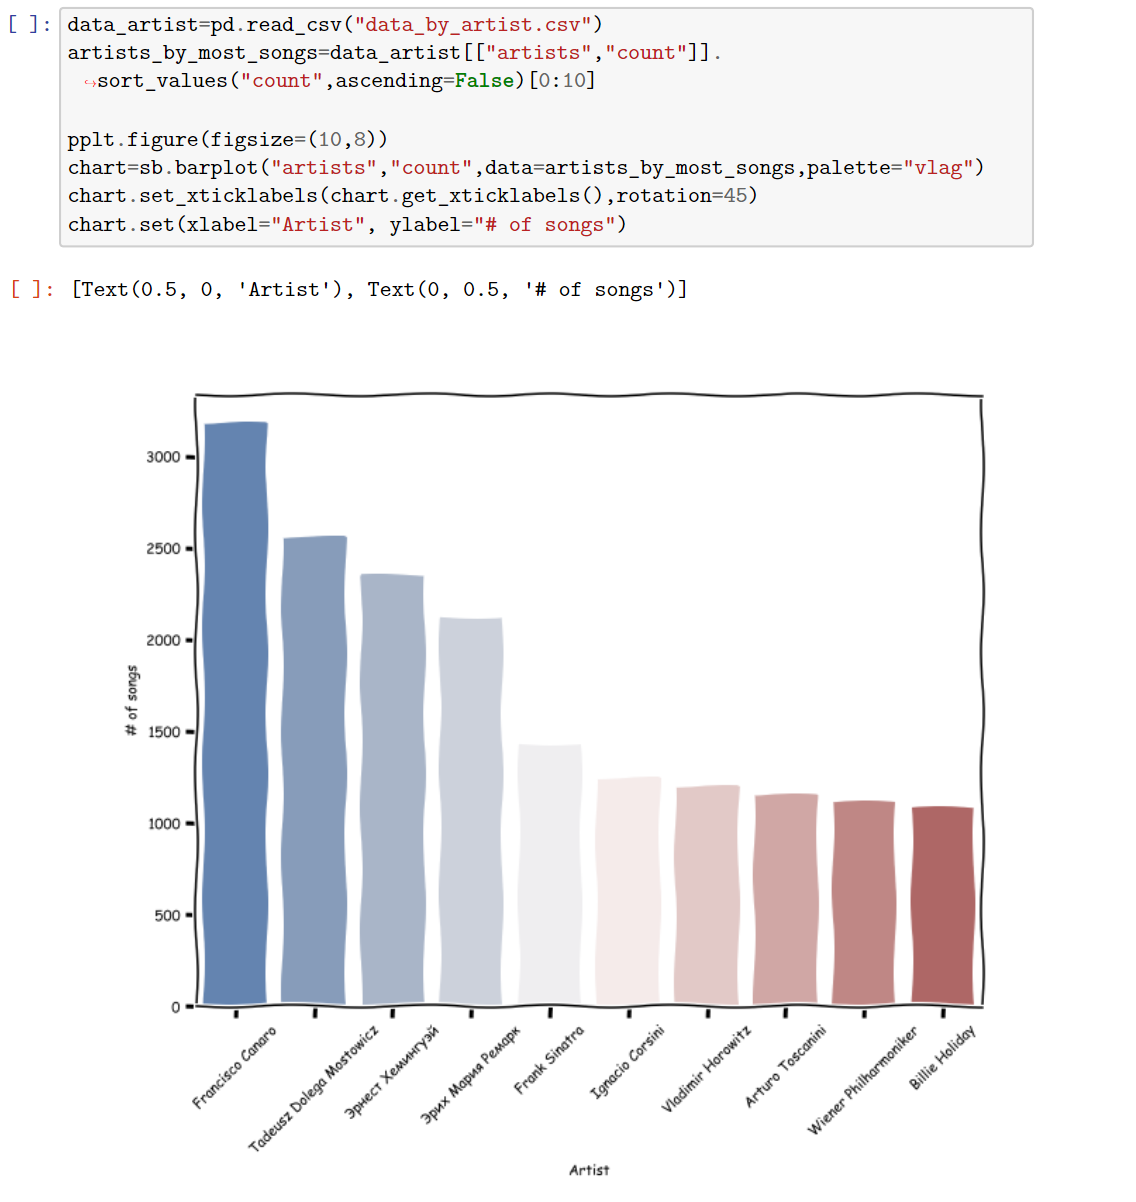 [ ]: data_artist=pd.read_csv("data_by_artist.csv")
artists_by_most_songs=data_artist[["artists","count"]].
↪sort_values("count",ascending=False)[0:10]
pplt.figure(figsize=(10,8))
chart=sb.barplot("artists","count",data=artists_by_most_songs,palette="vlag")
chart.set_xticklabels(chart.get_xticklabels(),rotation=45)
chart.set(xlabel="Artist", ylabel="# of songs")
[ ]: [Text(0.5, 0, 'Artist'), Text(0, 0.5, '# of songs')]
3000
2500
2000
1500
1000
500
0
# of songs
Francisco Canaro
Tadeusz Dolega Mostowicz
Эрнест Хемингуэй
Эрих Мария Ремарк
Frank Sinatra
Ignacio Corsini
Vladimir Horowitz
Arturo Toscanini
Wiener Philharmoniker
Billie Holiday
Artist